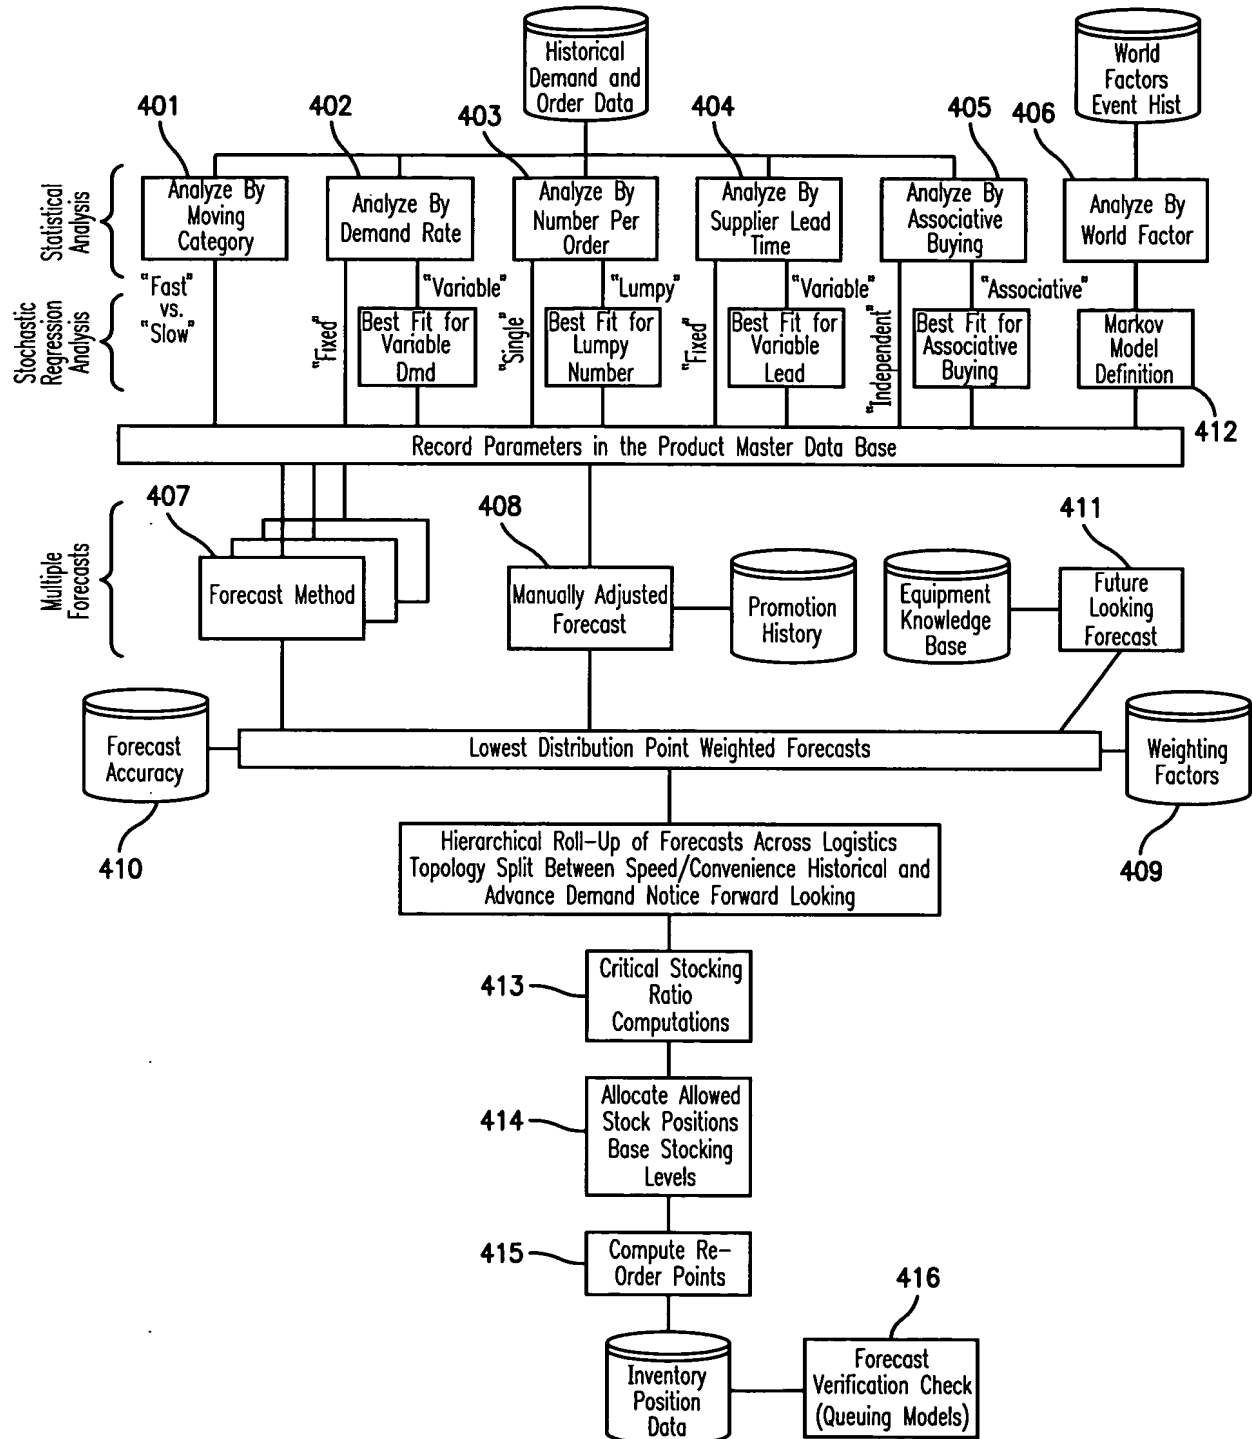 Historical
Demand and
Order Data
World
Factors
Event Hist
401
402
403
404
405
406
Statistical
Analysis
Analyze By
Moving
Category
Analyze By
Demand Rate
Analyze By
Number Per
Order
Analyze By
Supplier Lead
Time
Analyze By
Associative
Buying
Analyze By
World Factor
Stochastic
Regression
Analysis
"Fast"
vs.
"Slow"
"Fixed"
"Variable"
Best Fit for
Variable
Dmd
"Single"
"Lumpy"
Best Fit for
Lumpy
Number
"Fixed"
"Variable"
Best Fit for
Variable
Lead
"Independent"
"Associative"
Best Fit for
Associative
Buying
Markov
Model
Definition
412
Record Parameters in the Product Master Data Base
Multiple
Forecasts
407
Forecast Method
408
Manually Adjusted
Forecast
Promotion
History
Equipment
Knowledge
Base
411
Future
Looking
Forecast
Forecast
Accuracy
410
Lowest Distribution Point Weighted Forecasts
Weighting
Factors
409
Hierarchical Roll-Up of Forecasts Across Logistics
Topology Split Between Speed/Convenience Historical and
Advance Demand Notice Forward Looking
413
Critical Stocking
Ratio
Computations
414
Allocate Allowed
Stock Positions
Base Stocking
Levels
415
Compute Re-
Order Points
416
Inventory
Position
Data
Forecast
Verification Check
(Queuing Models)